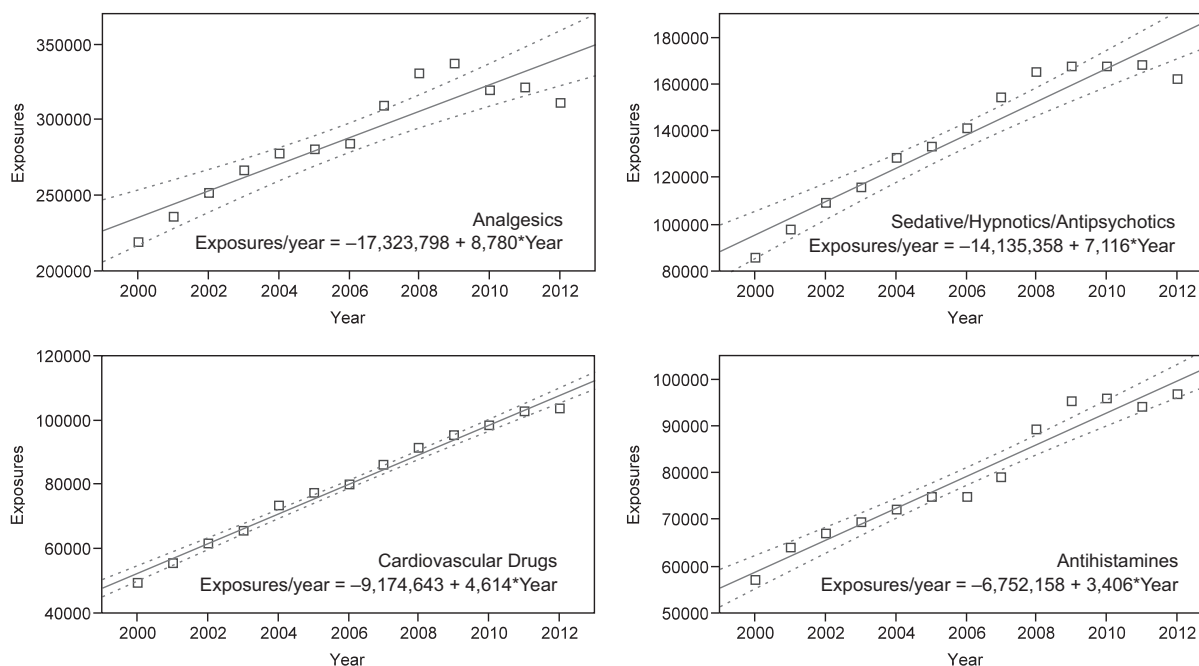 350000
300000
250000
200000
Exposures
Analgesics
Exposures/year = –17,323,798 + 8,780*Year
2000 2002 2004 2006 2008 2010 2012
Year
180000
160000
140000
120000
100000
80000
Exposures
Sedative/Hypnotics/Antipsychotics
Exposures/year = –14,135,358 + 7,116*Year
2000 2002 2004 2006 2008 2010 2012
Year
120000
100000
80000
60000
40000
Exposures
Cardiovascular Drugs
Exposures/year = –9,174,643 + 4,614*Year
2000 2002 2004 2006 2008 2010 2012
Year
100000
90000
80000
70000
60000
50000
Exposures
Antihistamines
Exposures/year = –6,752,158 + 3,406*Year
2000 2002 2004 2006 2008 2010 2012
Year